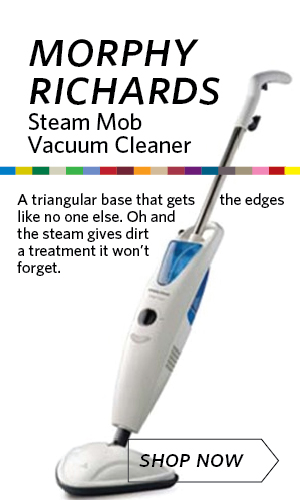 MORPHY
RICHARDS
Steam Mob
Vacuum Cleaner
A triangular base that gets the edges
like no one else. Oh and
the steam gives dirt
a treatment it won't
forget.
SHOP NOW